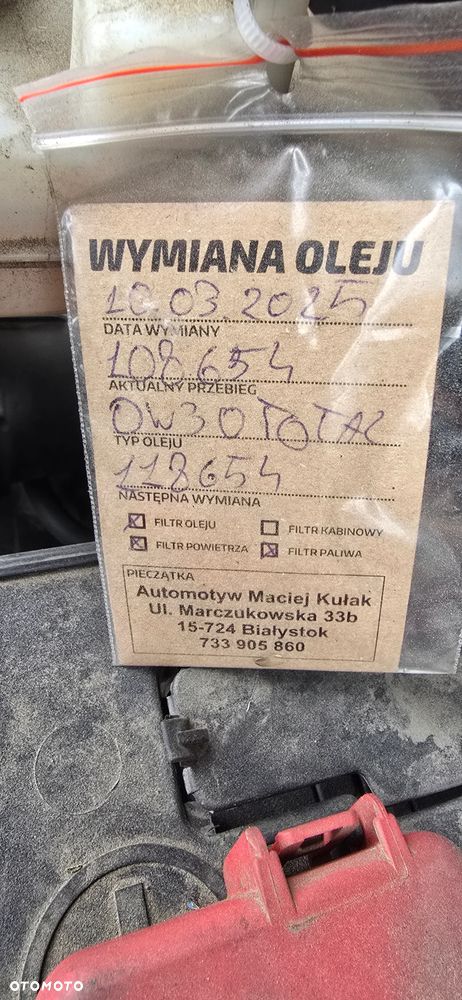 WYMIANA OLEJU
10.03.2025
DATA WYMIANY
108654
AKTUALNY PRZEBIEG
0W30 TOTAL
TYP OLEJU
118654
NASTĘPNA WYMIANA
FILTR OLEJU FILTR KABINOWY
FILTR POWIETRZA FILTR PALIWA
PIECZĄTKA
Automotyw Maciej Kułak
Ul. Marczukowska 33b
15-724 Białystok
733 905 860
OTOMOTO